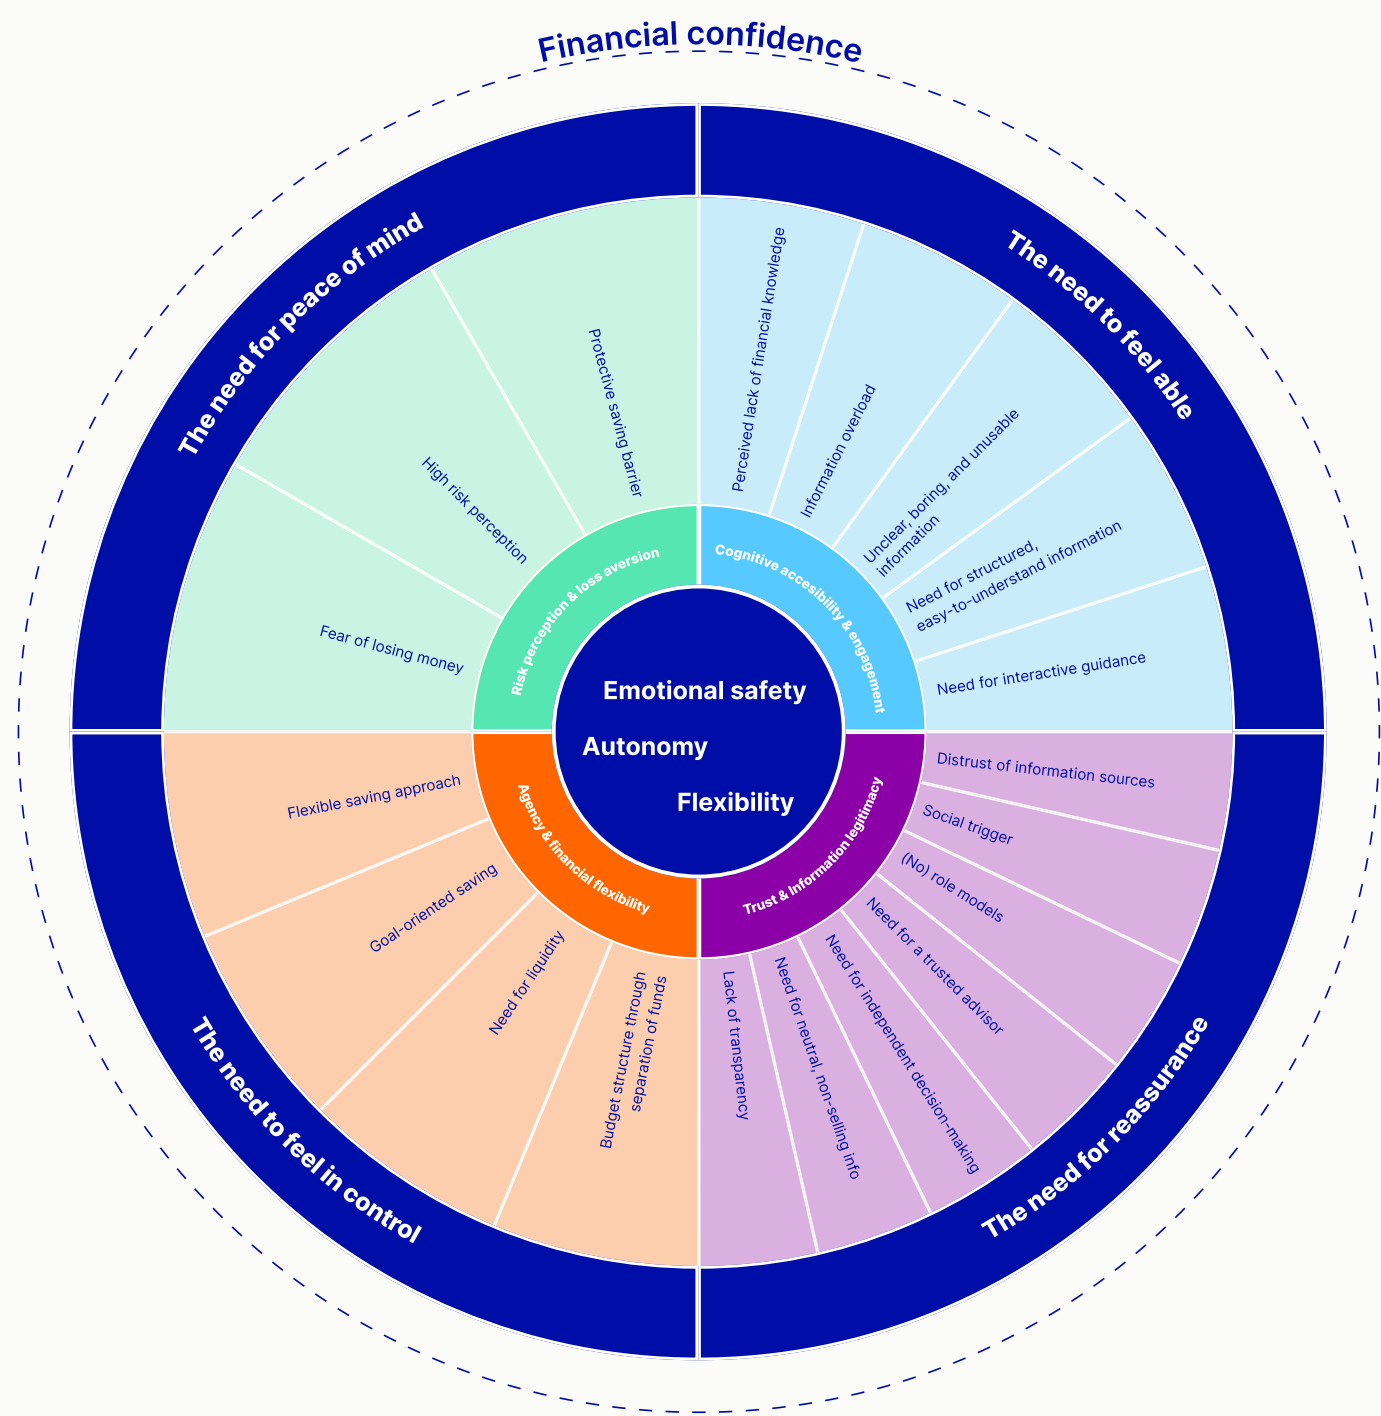 Financial confidence
The need for peace of mind
The need to feel able
The need to feel in control
The need for reassurance
Protective saving barrier
High risk perception
Fear of losing money
Risk perception & loss aversion
Perceived lack of financial knowledge
Information overload
Unclear, boring, and unusable
information
Need for structured,
easy-to-understand information
Need for interactive guidance
Cognitive accesibility & engagement
Emotional safety
Autonomy
Flexibility
Flexible saving approach
Goal-oriented saving
Need for liquidity
Budget structure through
separation of funds
Agency & financial flexibility
Distrust of information sources
Social trigger
(No) role models
Need for a trusted advisor
Need for independent decision-making
Need for neutral, non-selling info
Lack of transparency
Trust & Information legitimacy